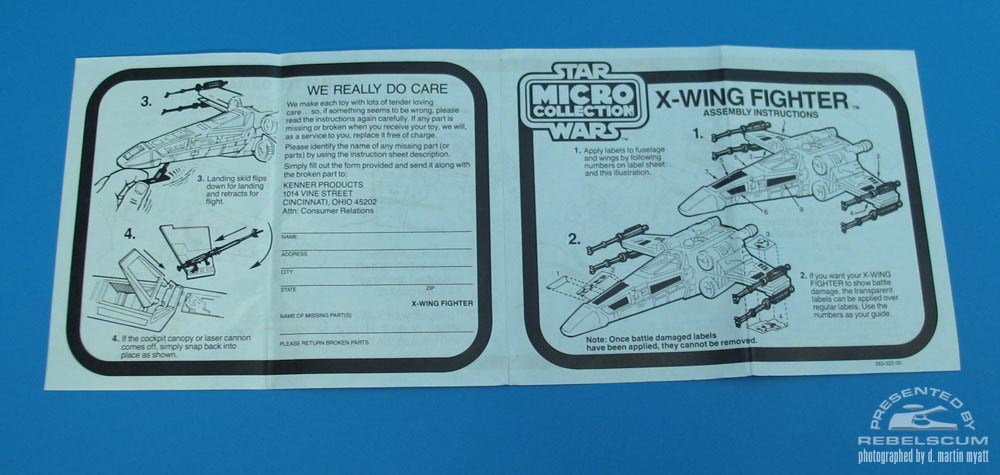 3.
3. Landing skid flips
down for landing
and retracts for
flight.
4.
4. If the cockpit canopy or laser cannon
comes off, simply snap back into
place as shown.
WE REALLY DO CARE
We make each toy with lots of tender loving
care . . . so, if something seems to be wrong, please
read the instructions again carefully. If any part is
missing or broken when you receive your toy, we will,
as a service to you, replace it free of charge.
Please identify the name of any missing part (or
parts) by using the instruction sheet description.
Simply fill out the form provided and send it along with
the broken part to:
KENNER PRODUCTS
1014 VINE STREET
CINCINNATI, OHIO 45202
Attn: Consumer Relations
NAME
ADDRESS
CITY
STATE ZIP
X-WING FIGHTER
NAME OF MISSING PART(S)
PLEASE RETURN BROKEN PARTS
STAR
MICRO
COLLECTION
WARS
X-WING FIGHTER™
ASSEMBLY INSTRUCTIONS
1.
1. Apply labels to fuselage
and wings by following
numbers on label sheet
and this illustration.
2.
2. If you want your X-WING
FIGHTER to show battle
damage, the transparent
labels can be applied over
regular labels. Use the
numbers as your guide.
Note: Once battle damaged labels
have been applied, they cannot be removed.
PRESENTED BY
REBELSCUM
photographed by d. martin myatt